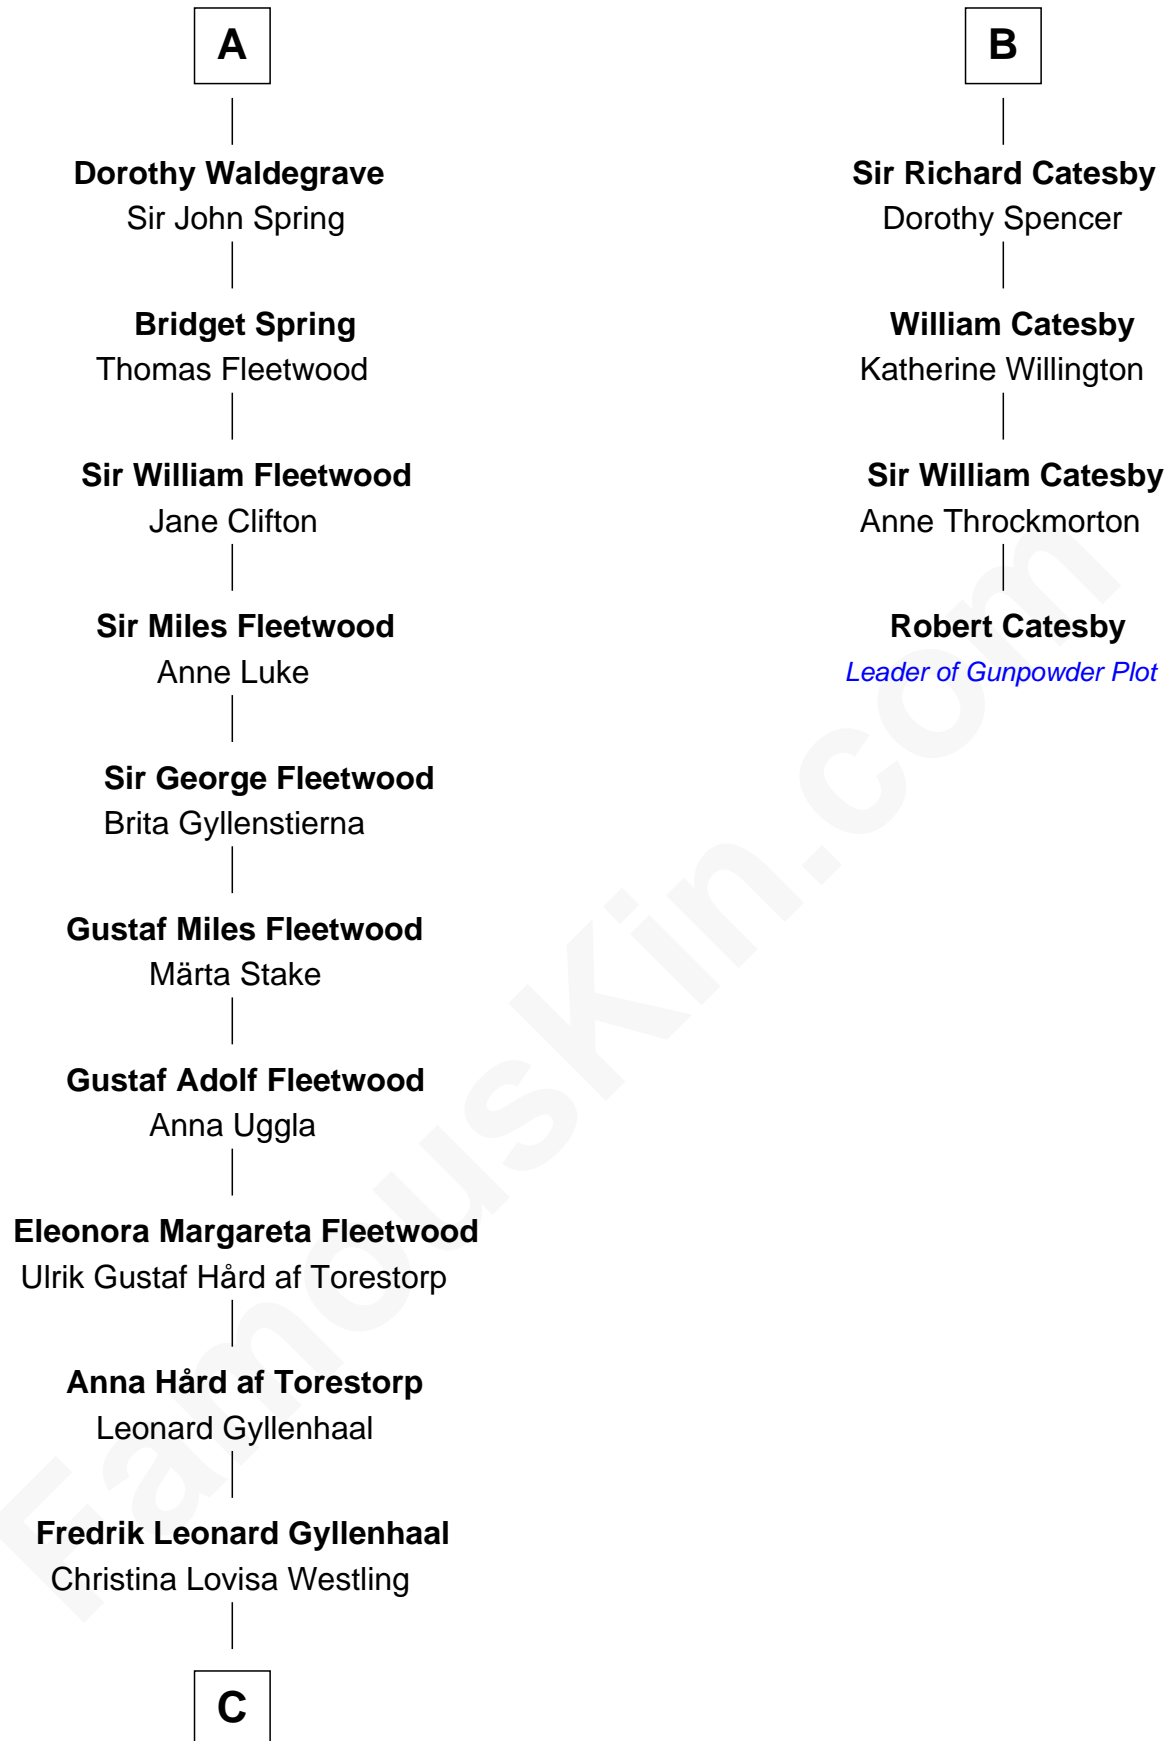 A
Dorothy Waldegrave
Sir John Spring
Bridget Spring
Thomas Fleetwood
Sir William Fleetwood
Jane Clifton
Sir Miles Fleetwood
Anne Luke
Sir George Fleetwood
Brita Gyllenstierna
Gustaf Miles Fleetwood
Märta Stake
Gustaf Adolf Fleetwood
Anna Uggla
Eleonora Margareta Fleetwood
Ulrik Gustaf Hård af Torestorp
Anna Hård af Torestorp
Leonard Gyllenhaal
Fredrik Leonard Gyllenhaal
Christina Lovisa Westling
C
B
Sir Richard Catesby
Dorothy Spencer
William Catesby
Katherine Willington
Sir William Catesby
Anne Throckmorton
Robert Catesby
Leader of Gunpowder Plot
FamousKin.com